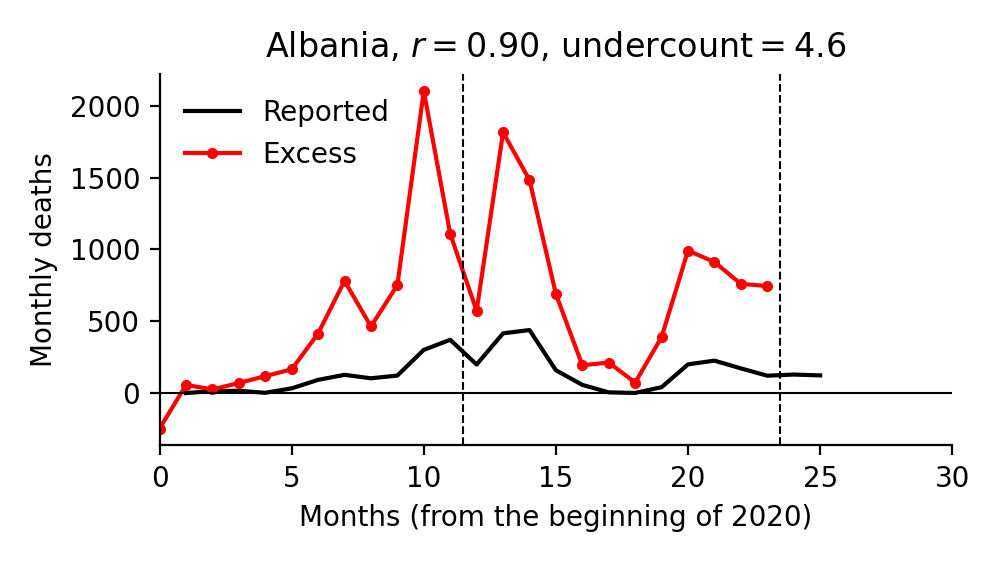 Albania, r = 0.90, undercount = 4.6
Reported
Excess
Monthly deaths
2000
1500
1000
500
0
0 5 10 15 20 25 30
Months (from the beginning of 2020)